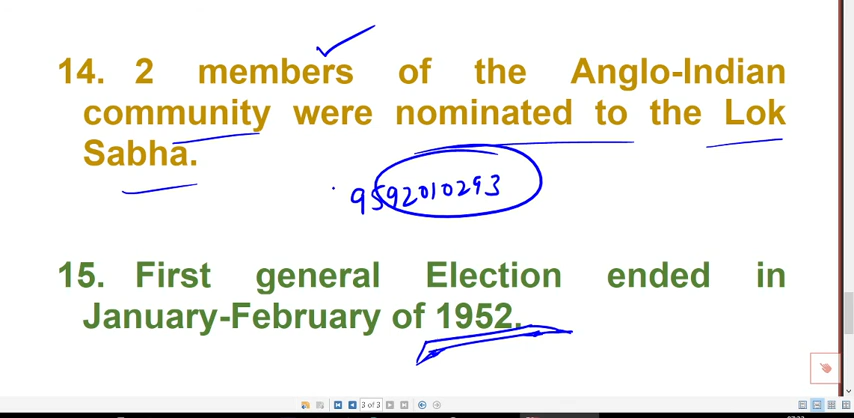 14. 2 members of the Anglo-Indian
community were nominated to the Lok
Sabha.
9592010293
15. First general Election ended in
January-February of 1952.
3 of 3